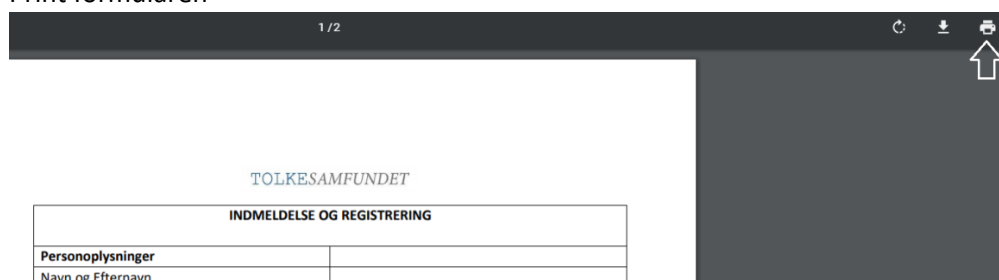 Print formularen
1 /2
TOLKESAMFUNDET
INDMELDELSE OG REGISTRERING
Personoplysninger
Navn og Efternavn